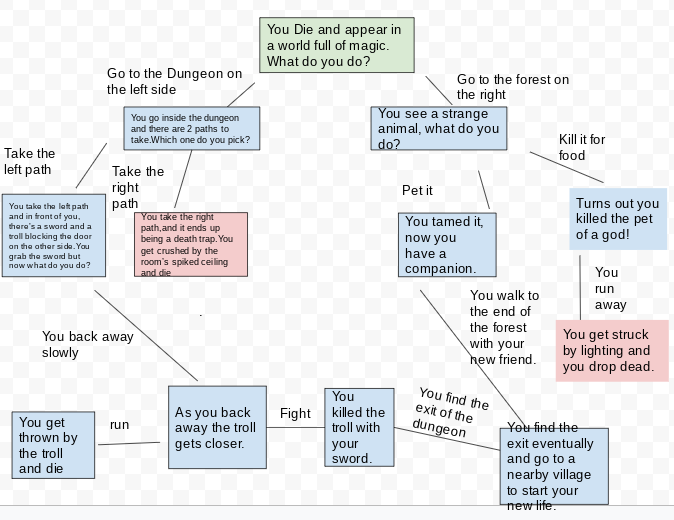 You Die and appear in
a world full of magic.
What do you do?
Go to the Dungeon on
the left side
Go to the forest on
the right
You go inside the dungeon
and there are 2 paths to
take.Which one do you pick?
You see a strange
animal, what do you
do?
Take the
left path
Take the
right
path
Kill it for
food
Pet it
You take the left path
and in front of you,
there's a sword and a
troll blocking the door
on the other side.You
grab the sword but
now what do you do?
You take the right
path,and it ends up
being a death trap.You
get crushed by the
room's spiked ceiling
and die
You tamed it,
now you
have a
companion.
Turns out you
killed the pet
of a god!
You
run
away
You walk to
the end of
the forest
with your
new friend.
You get struck
by lighting and
you drop dead.
You back away
slowly
You get
thrown by
the troll
and die
run
As you back
away the troll
gets closer.
Fight
You
killed the
troll with
your
sword.
You find the
exit of the
dungeon
You find the
exit eventually
and go to a
nearby village
to start your
new life.